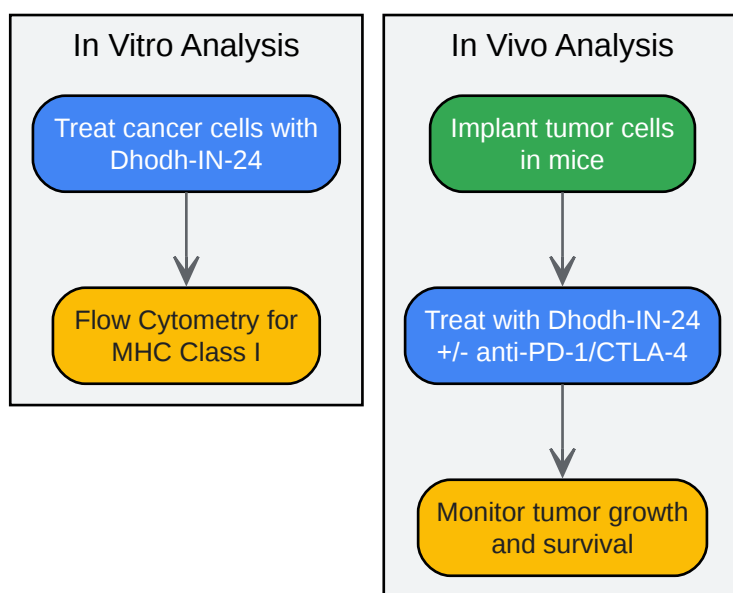 In Vitro Analysis
Treat cancer cells with
Dhodh-IN-24
Flow Cytometry for
MHC Class I
In Vivo Analysis
Implant tumor cells
in mice
Treat with Dhodh-IN-24
+/- anti-PD-1/CTLA-4
Monitor tumor growth
and survival